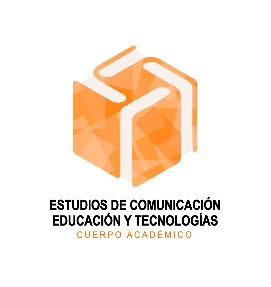 ESTUDIOS DE COMUNICACIÓN
EDUCACIÓN Y TECNOLOGÍAS
CUERPO ACADÉMICO